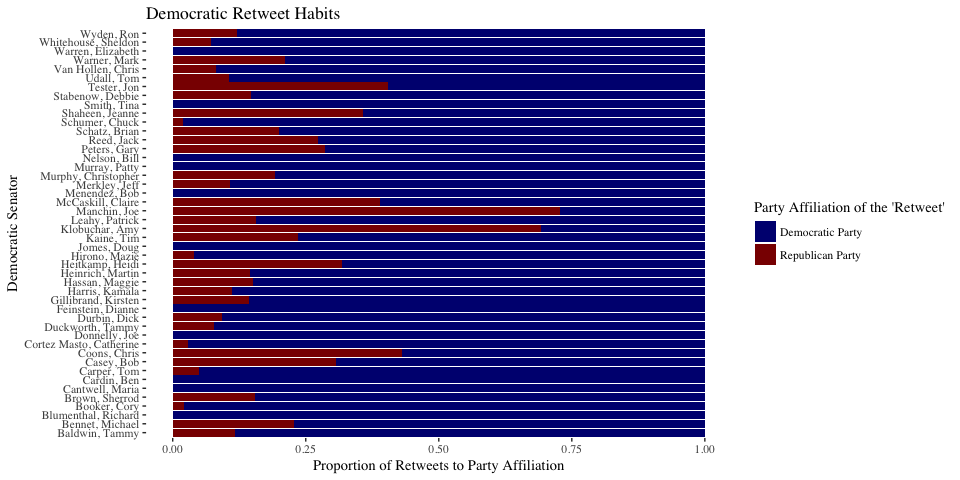 Democratic Retweet Habits
Democratic Senator
Wyden, Ron
Whitehouse, Sheldon
Warren, Elizabeth
Warner, Mark
Van Hollen, Chris
Udall, Tom
Tester, Jon
Stabenow, Debbie
Smith, Tina
Shaheen, Jeanne
Schumer, Chuck
Schatz, Brian
Reed, Jack
Peters, Gary
Nelson, Bill
Murray, Patty
Murphy, Christopher
Merkley, Jeff
Menendez, Bob
McCaskill, Claire
Manchin, Joe
Leahy, Patrick
Klobuchar, Amy
Kaine, Tim
Jomes, Doug
Hirono, Mazie
Heitkamp, Heidi
Heinrich, Martin
Hassan, Maggie
Harris, Kamala
Gillibrand, Kirsten
Feinstein, Dianne
Durbin, Dick
Duckworth, Tammy
Donnelly, Joe
Cortez Masto, Catherine
Coons, Chris
Casey, Bob
Carper, Tom
Cardin, Ben
Cantwell, Maria
Brown, Sherrod
Booker, Cory
Blumenthal, Richard
Bennet, Michael
Baldwin, Tammy
0.00 0.25 0.50 0.75 1.00
Proportion of Retweets to Party Affiliation
Party Affiliation of the 'Retweet'
Democratic Party
Republican Party